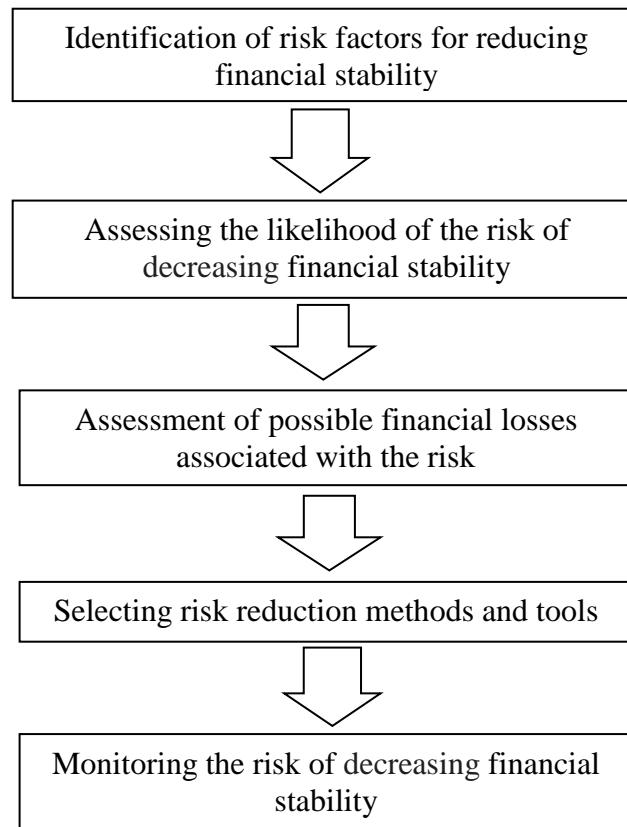 Identification of risk factors for reducing
financial stability
Assessing the likelihood of the risk of
decreasing financial stability
Assessment of possible financial losses
associated with the risk
Selecting risk reduction methods and tools
Monitoring the risk of decreasing financial
stability